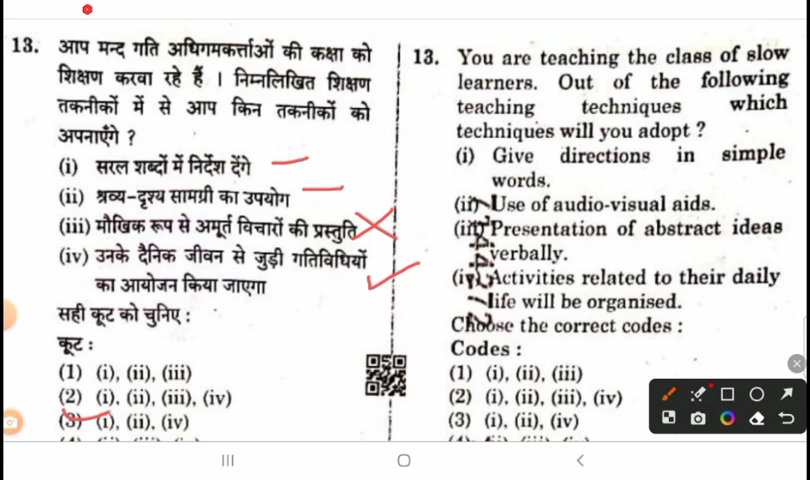 13. आप मन्द गति अधिगमकर्त्ताओं की कक्षा को
शिक्षण करवा रहे हैं । निम्नलिखित शिक्षण
तकनीकों में से आप किन तकनीकों को
अपनाएँगे ?
(i) सरल शब्दों में निर्देश देंगे
(ii) श्रव्य-दृश्य सामग्री का उपयोग
(iii) मौखिक रूप से अमूर्त विचारों की प्रस्तुति
(iv) उनके दैनिक जीवन से जुड़ी गतिविधियों
का आयोजन किया जाएगा
सही कूट को चुनिए :
कूट :
(1) (i), (ii), (iii)
(2) (i), (ii), (iii), (iv)
(3) (i), (ii), (iv)
13. You are teaching the class of slow
learners. Out of the following
teaching techniques which
techniques will you adopt ?
(i) Give directions in simple
words.
(ii) Use of audio-visual aids.
(iii) Presentation of abstract ideas
verbally.
(iv) Activities related to their daily
life will be organised.
Choose the correct codes :
Codes :
(1) (i), (ii), (iii)
(2) (i), (ii), (iii), (iv)
(3) (i), (ii), (iv)